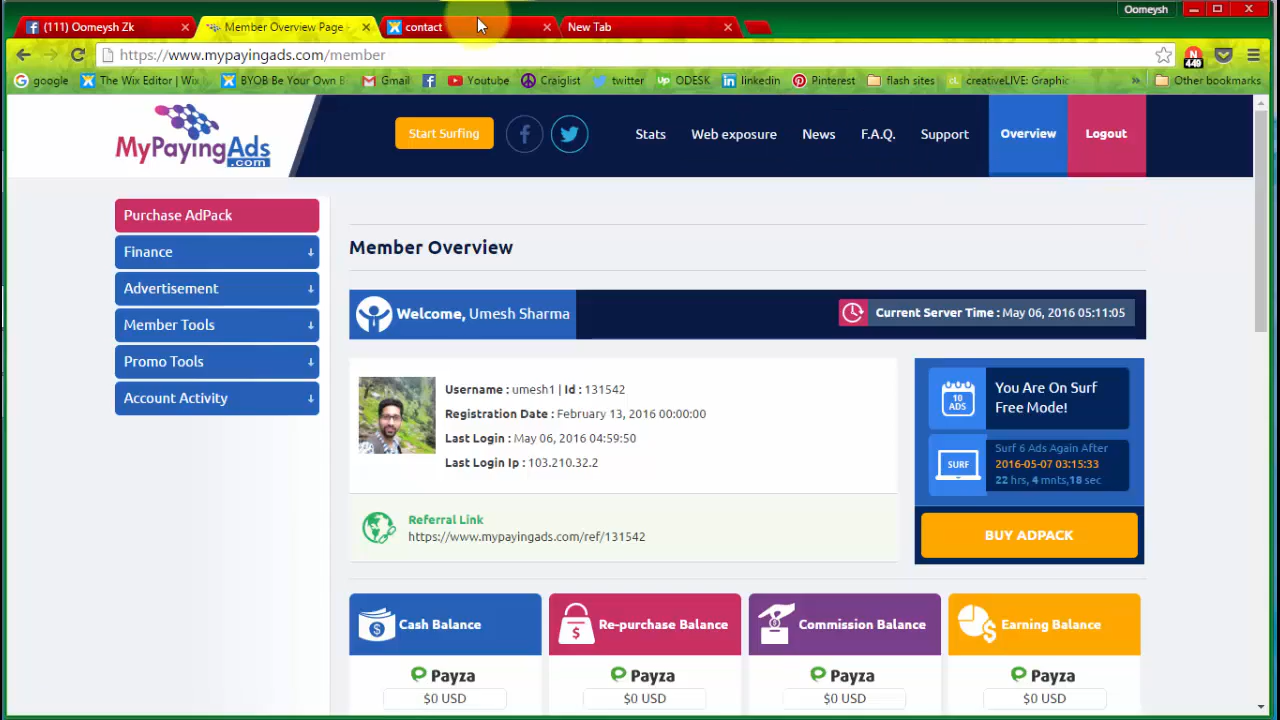 Oomeysh
(111) Oomeysh Zk
Member Overview Page -
contact
New Tab
https://www.mypayingads.com/member
N
449
google
The Wix Editor | Wix
BYOB Be Your Own B
Gmail
Youtube
Craiglist
twitter
Up ODESK
linkedin
Pinterest
flash sites
cL creativeLIVE: Graphic
» Other bookmarks
MyPayingAds
.com
Start Surfing
Stats
Web exposure
News
F.A.Q.
Support
Overview
Logout
Purchase AdPack
Finance
Advertisement
Member Tools
Promo Tools
Account Activity
Member Overview
Welcome, Umesh Sharma
Current Server Time : May 06, 2016 05:11:05
Username : umesh1 | Id : 131542
Registration Date : February 13, 2016 00:00:00
Last Login : May 06, 2016 04:59:50
Last Login Ip : 103.210.32.2
Referral Link
https://www.mypayingads.com/ref/131542
10
ADS
You Are On Surf
Free Mode!
SURF
Surf 6 Ads Again After
2016-05-07 03:15:33
22 hrs, 4 mnts,18 sec
BUY ADPACK
Cash Balance
Re-purchase Balance
Commission Balance
Earning Balance
Payza
Payza
Payza
Payza
$0 USD
$0 USD
$0 USD
$0 USD